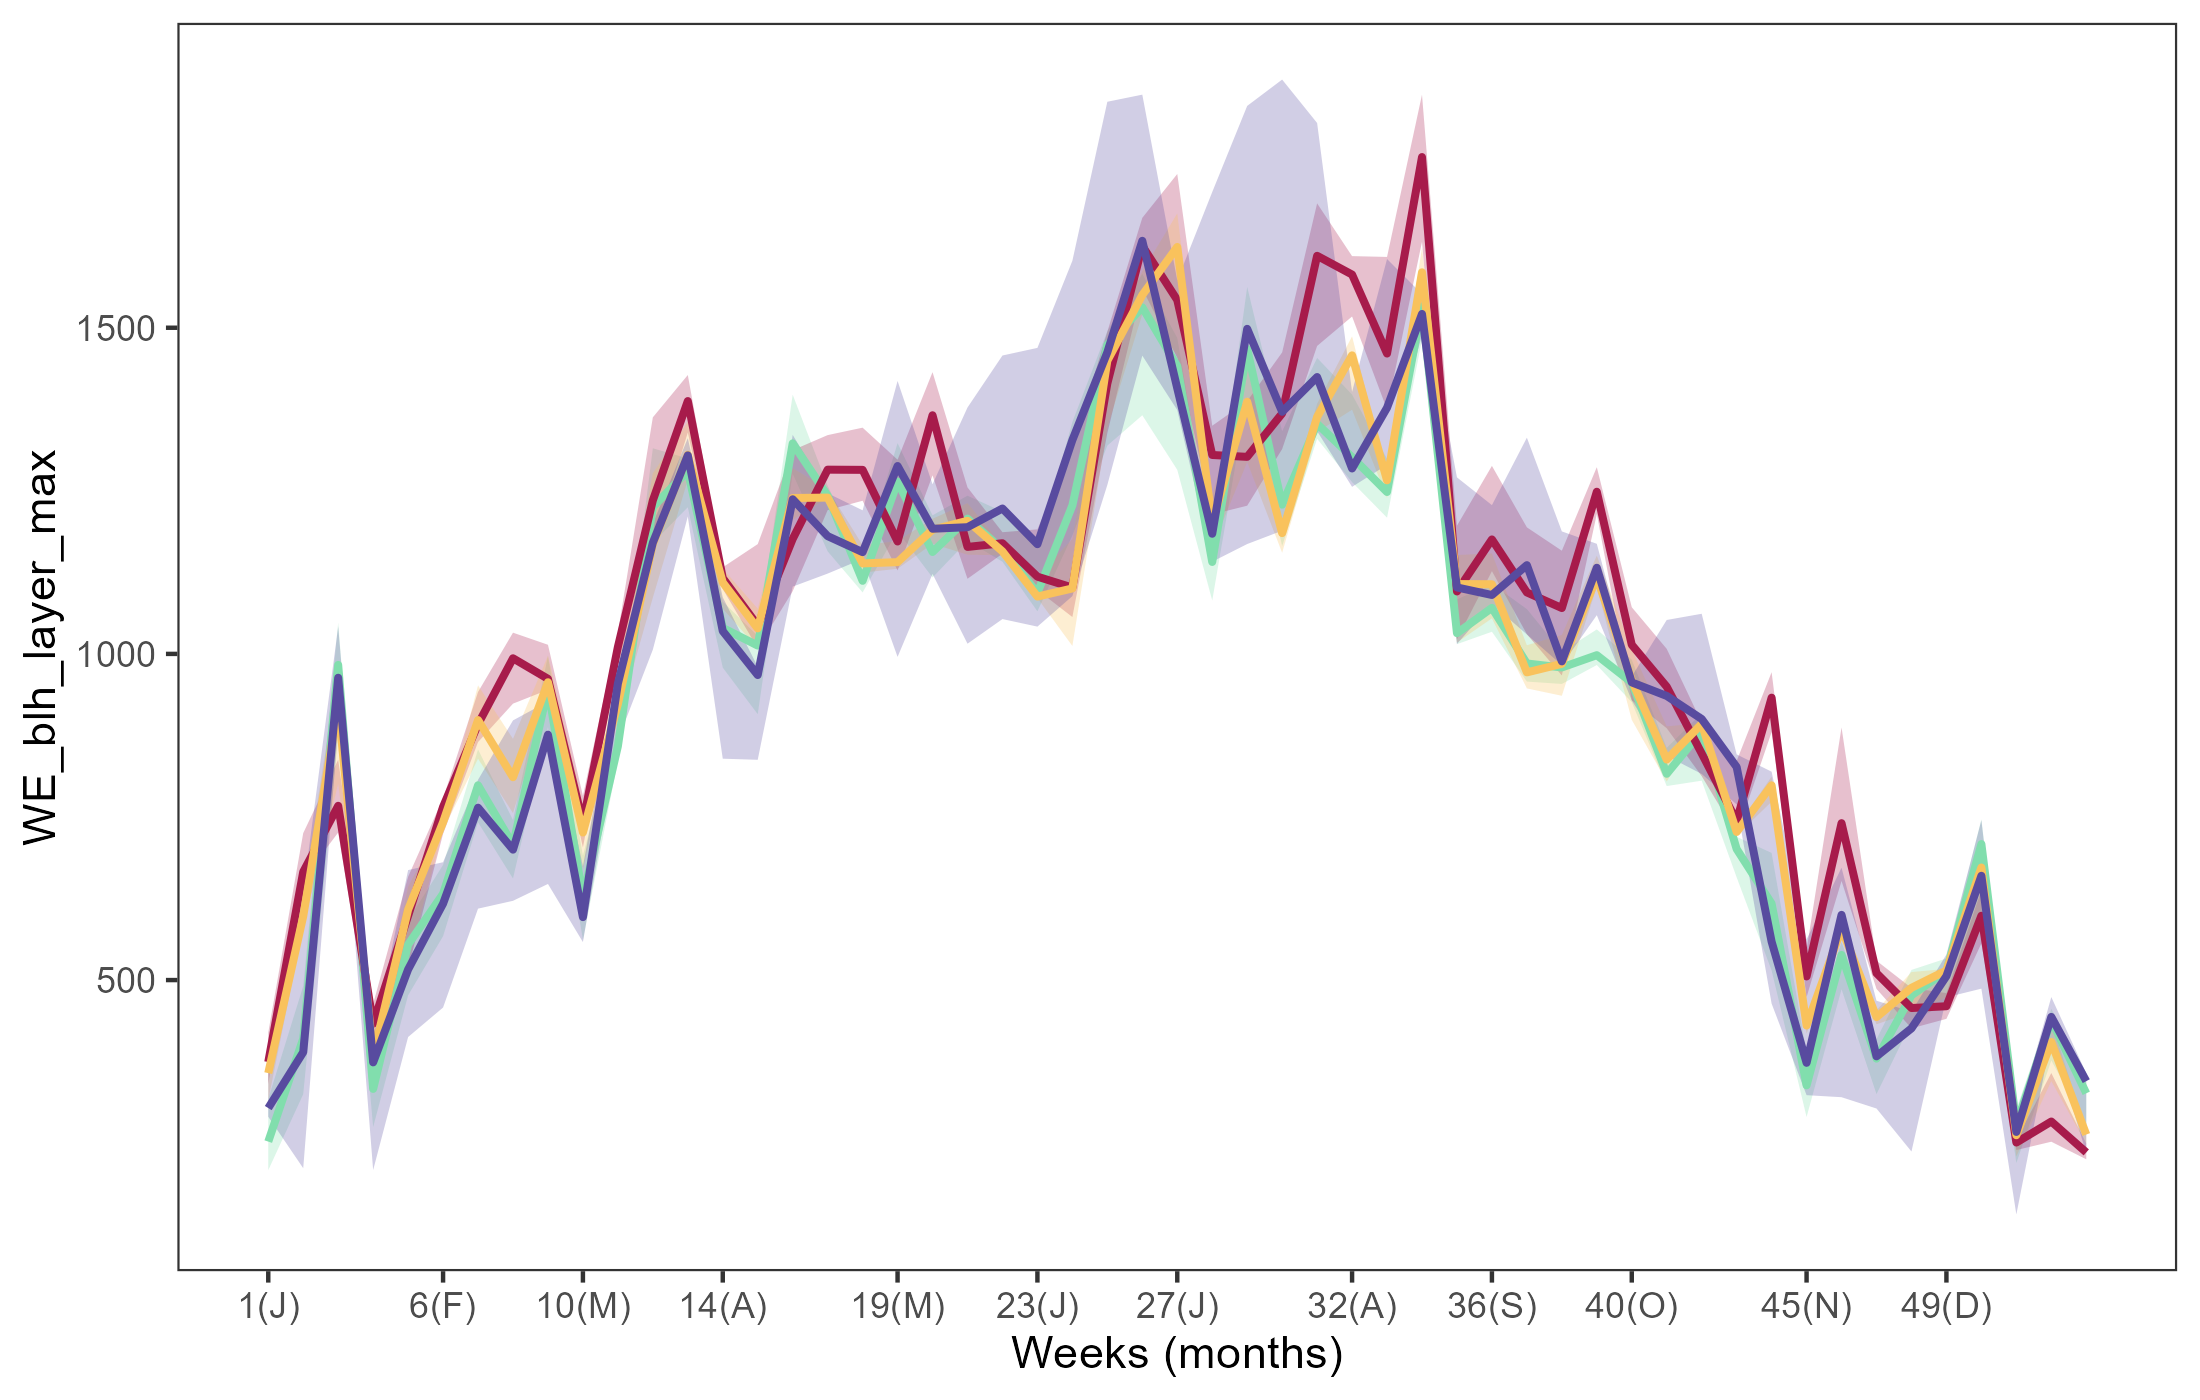 WE_blh_layer_max
1500
1000
500
1(J) 6(F) 10(M) 14(A) 19(M) 23(J) 27(J) 32(A) 36(S) 40(O) 45(N) 49(D)
Weeks (months)